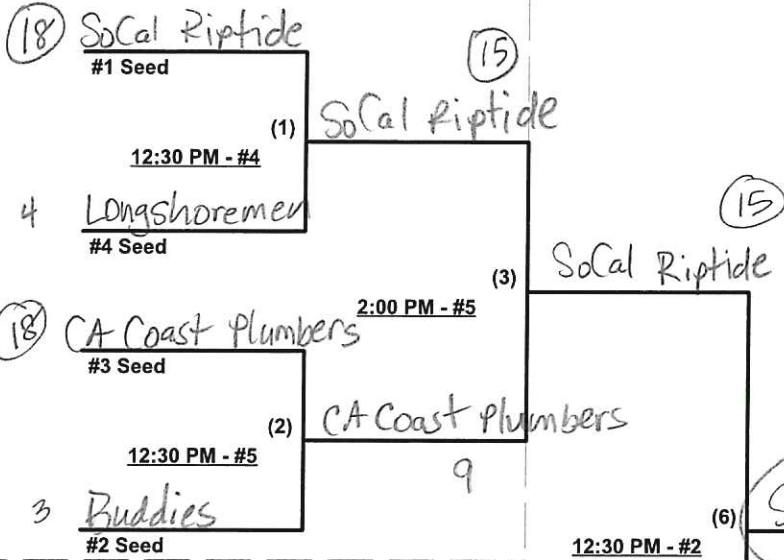 18 SoCal Riptide
#1 Seed
15
(1) SoCal Riptide
12:30 PM - #4
4 Longshoremen
#4 Seed
15
(3) SoCal Riptide
2:00 PM - #5
18 CA Coast Plumbers
#3 Seed
(2) CA Coast Plumbers
12:30 PM - #5
9
3 Buddies
#2 Seed
(6) S
12:30 PM - #2